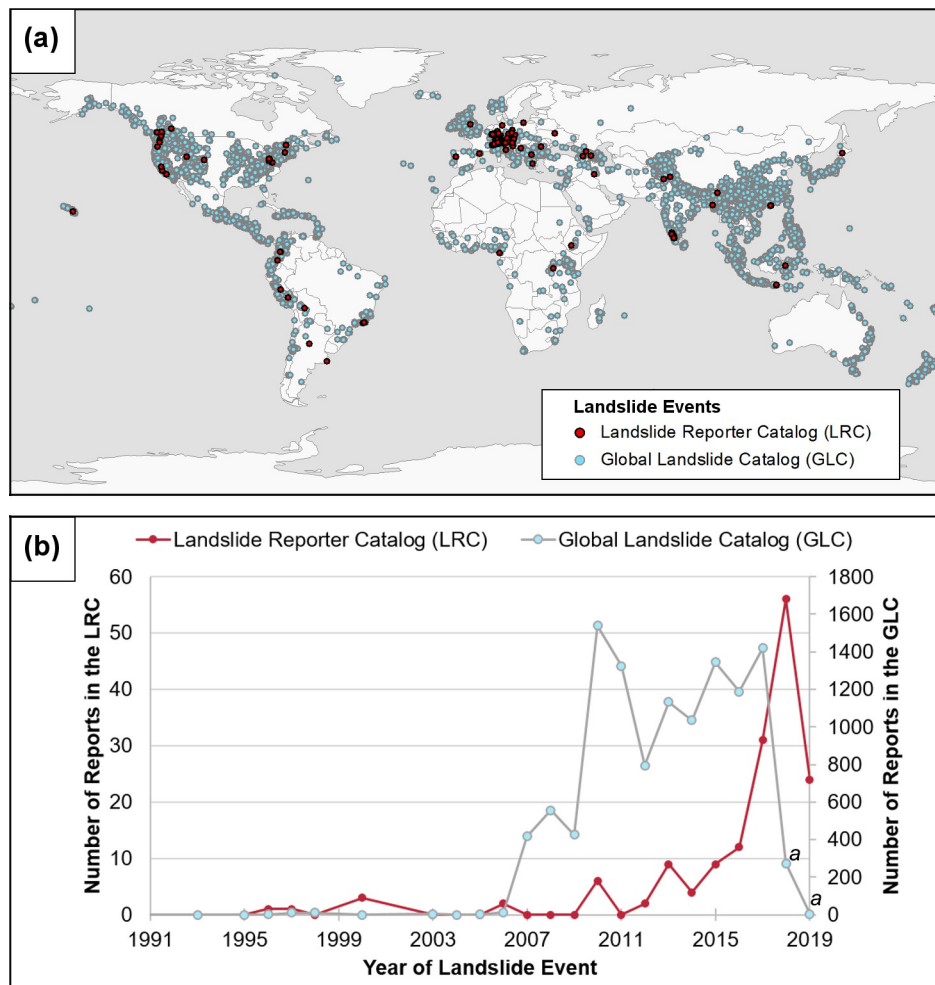 (a)
Landslide Events
Landslide Reporter Catalog (LRC)
Global Landslide Catalog (GLC)
(b)
Landslide Reporter Catalog (LRC)
Global Landslide Catalog (GLC)
Number of Reports in the LRC
60
50
40
30
20
10
0
1800
1600
1400
1200
1000
800
600
400
200
0
Number of Reports in the GLC
a
a
1991 1995 1999 2003 2007 2011 2015 2019
Year of Landslide Event